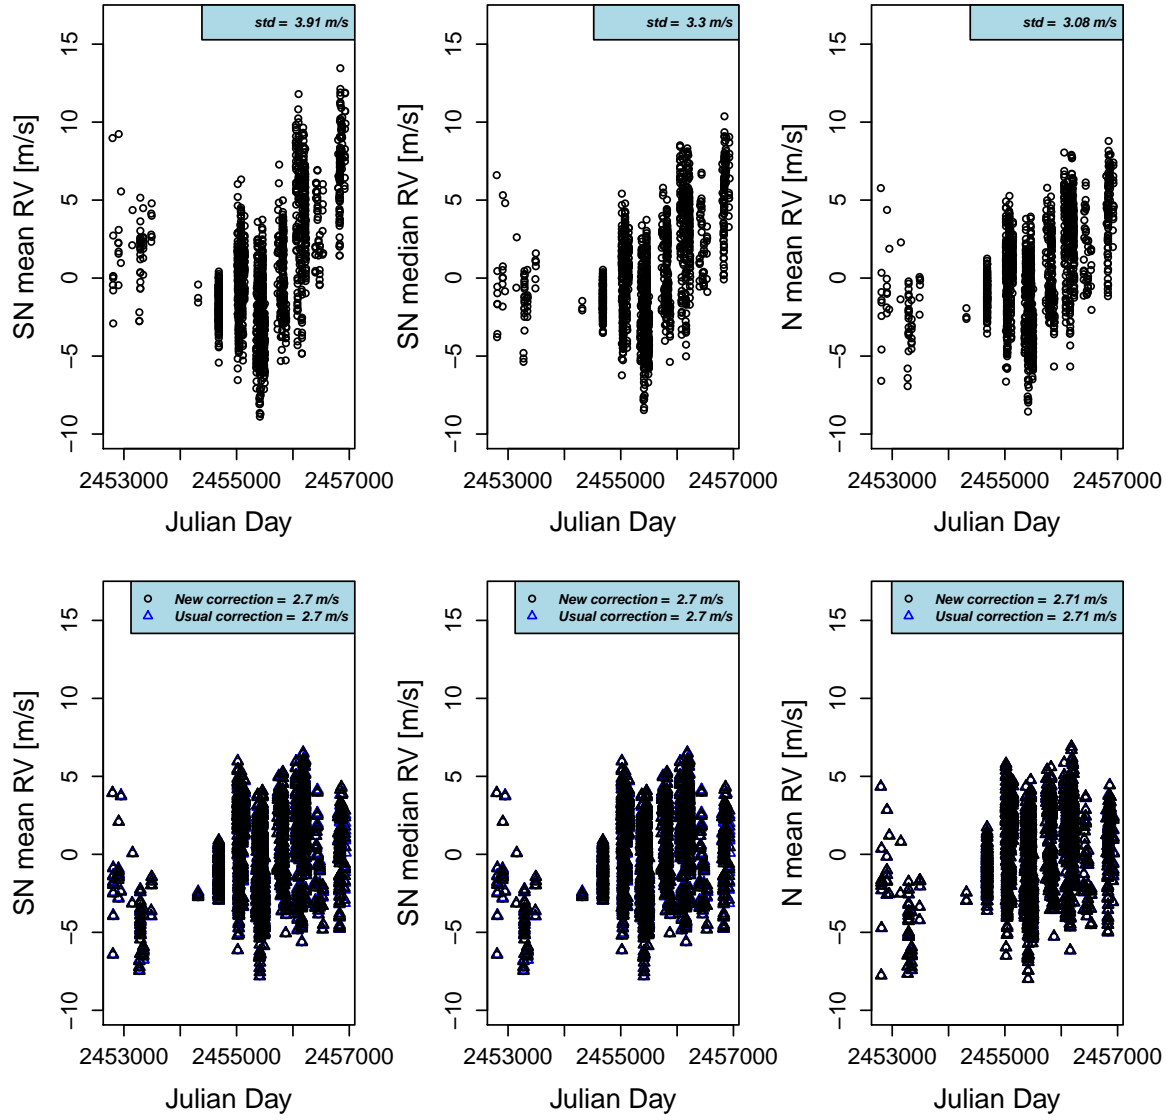 std = 3.91 m/s
SN mean RV [m/s]
15
10
5
0
−5
−10
2453000 2455000 2457000
Julian Day
std = 3.3 m/s
SN median RV [m/s]
15
10
5
0
−5
−10
2453000 2455000 2457000
Julian Day
std = 3.08 m/s
N mean RV [m/s]
15
10
5
0
−5
−10
2453000 2455000 2457000
Julian Day
New correction = 2.7 m/s
Usual correction = 2.7 m/s
SN mean RV [m/s]
15
10
5
0
−5
−10
2453000 2455000 2457000
Julian Day
New correction = 2.7 m/s
Usual correction = 2.7 m/s
SN median RV [m/s]
15
10
5
0
−5
−10
2453000 2455000 2457000
Julian Day
New correction = 2.71 m/s
Usual correction = 2.71 m/s
N mean RV [m/s]
15
10
5
0
−5
−10
2453000 2455000 2457000
Julian Day